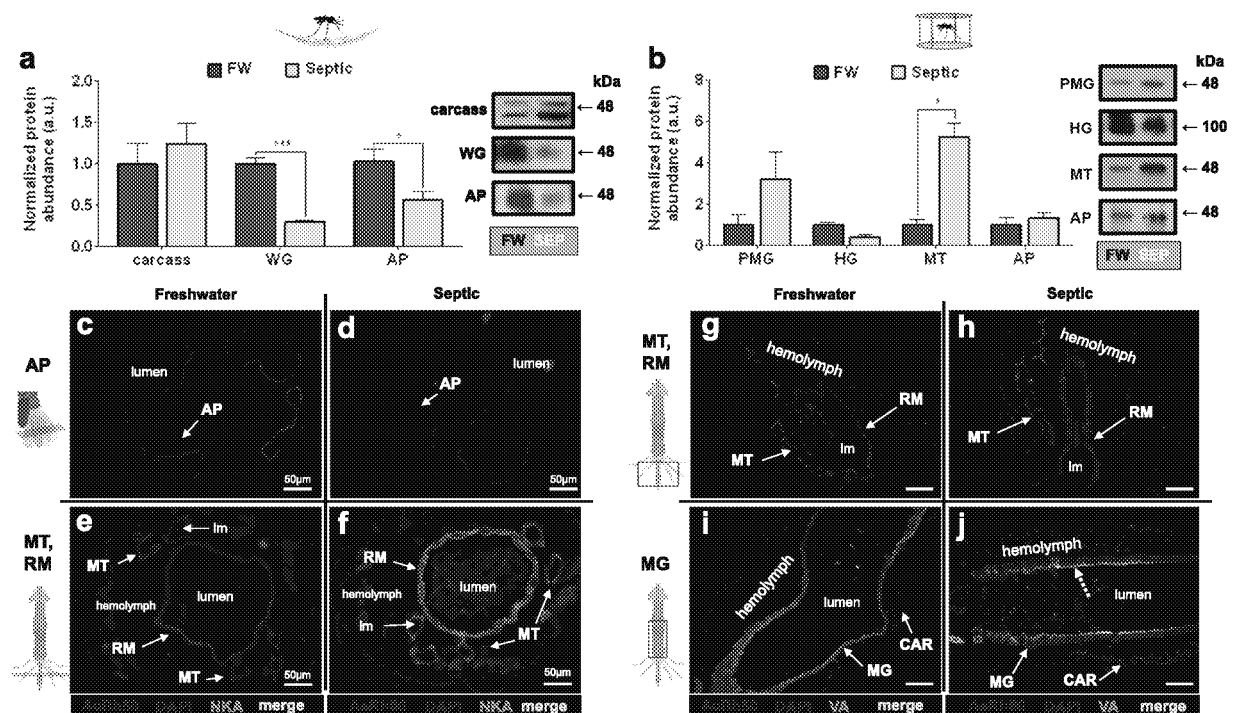 a
FW Septic
Normalized protein
abundance (a.u.)
2.0
1.5
1.0
0.5
0.0
carcass WG AP
kDa
carcass ← 48
WG ← 48
AP ← 48
FW SEP
b
FW Septic
Normalized protein
abundance (a.u.)
8
6
4
2
0
*
PMG HG MT AP
kDa
PMG ← 48
HG ← 100
MT ← 48
AP ← 48
FW SEP
Freshwater Septic
AP
c
lumen
AP
50µm
d
lumen
AP
50µm
MT,
RM
e
lm
MT
lumen
hemolymph
RM
MT
50µm
f
RM
lumen
hemolymph
lm
MT
50µm
DAPI NKA merge
DAPI NKA merge
Freshwater Septic
MT,
RM
g
hemolymph
RM
MT
lm
h
hemolymph
RM
MT
lm
MG
i
hemolymph
lumen
CAR
MG
j
hemolymph
lumen
MG
CAR
DAPI VA merge
DAPI VA merge